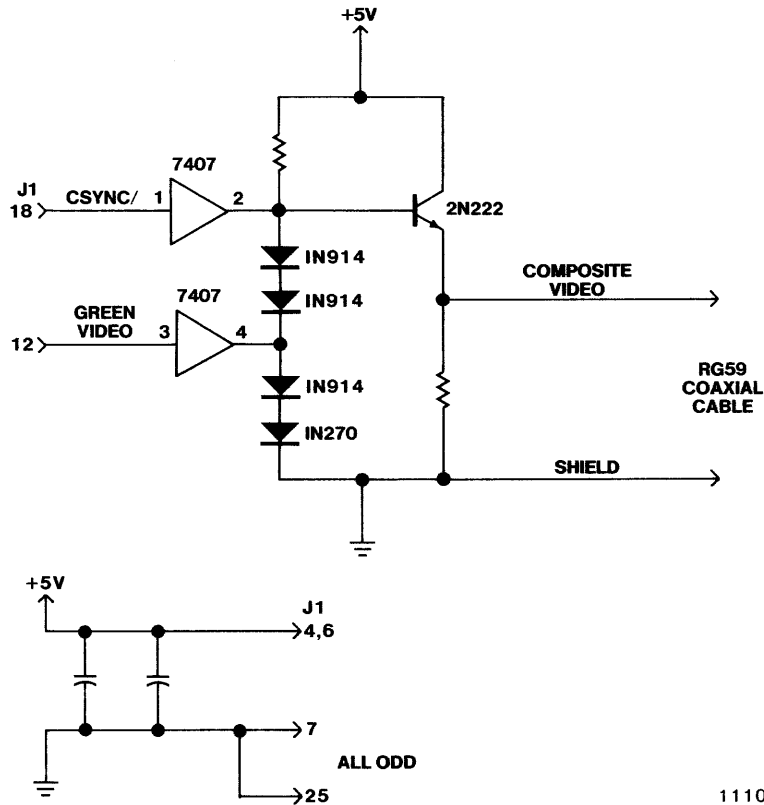 +5V
7407
J1
18 CSYNC/ 1 2
2N222
IN914
IN914
COMPOSITE
VIDEO
7407
GREEN
VIDEO
12 3 4
IN914
IN270
RG59
COAXIAL
CABLE
SHIELD
+5V
J1
4,6
7
ALL ODD
25
1110